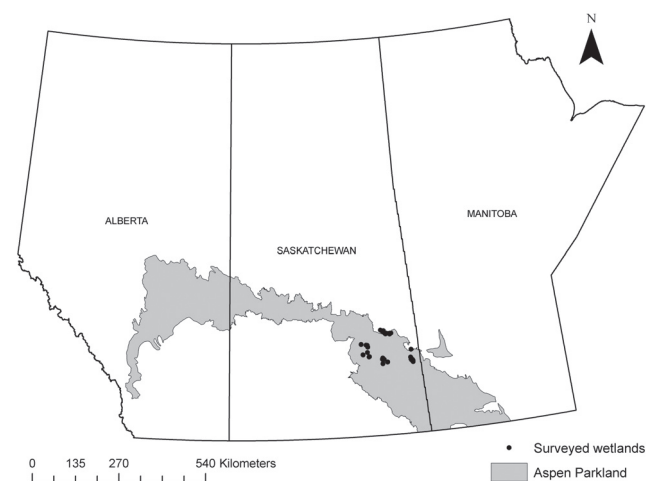 N
ALBERTA
SASKATCHEWAN
MANITOBA
0 135 270 540 Kilometers
Surveyed wetlands
Aspen Parkland